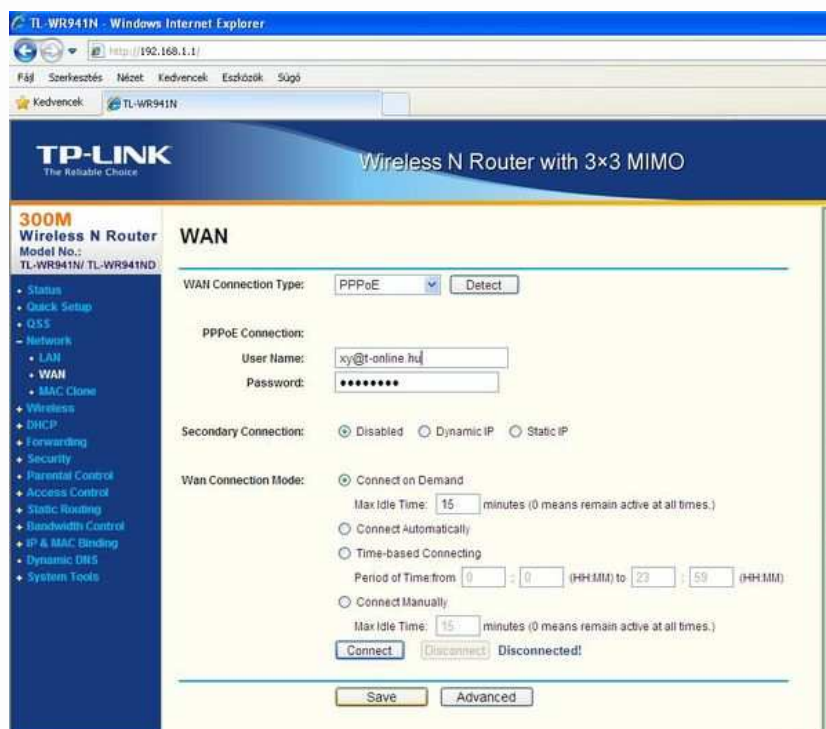 TL-WR941N - Windows Internet Explorer
http://192.168.1.1/
Fájl Szerkesztés Nézet Kedvencek Eszközök Súgó
Kedvencek TL-WR941N
TP-LINK
The Reliable Choice
Wireless N Router with 3×3 MIMO
300M
Wireless N Router
Model No.:
TL-WR941N/ TL-WR941ND
Status
Quick Setup
QSS
Network
LAN
WAN
MAC Clone
Wireless
DHCP
Forwarding
Security
Parental Control
Access Control
Static Routing
Bandwidth Control
IP & MAC Binding
Dynamic DNS
System Tools
WAN
WAN Connection Type: PPPoE Detect
PPPoE Connection:
User Name: xy@t-online.hu
Password: ••••••••
Secondary Connection: Disabled Dynamic IP Static IP
Wan Connection Mode: Connect on Demand
Max Idle Time: 15 minutes (0 means remain active at all times.)
Connect Automatically
Time-based Connecting
Period of Time:from 0 : 0 (HH:MM) to 23 : 59 (HH:MM)
Connect Manually
Max Idle Time: 15 minutes (0 means remain active at all times.)
Connect Disconnect Disconnected!
Save Advanced